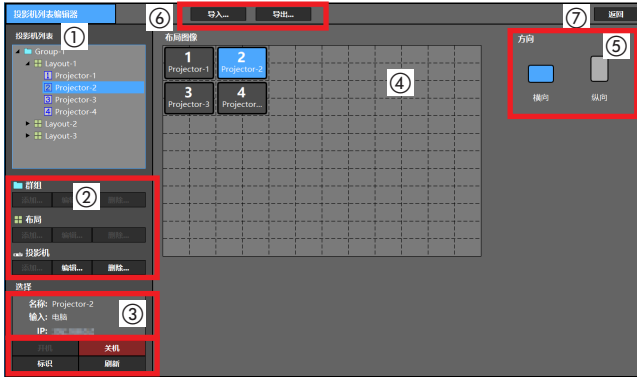 投影机列表编辑器
⑥
导入...
导出...
⑦
返回
投影机列表
①
Group-1
Layout-1
1 Projector-1
2 Projector-2
3 Projector-3
4 Projector-4
Layout-2
Layout-3
布局图像
1
Projector-1
2
Projector-2
3
Projector-3
4
Projector...
④
方向
⑤
横向
纵向
群组
②
添加...
编辑...
删除...
布局
添加...
编辑...
删除...
投影机
添加...
编辑...
删除...
选择
名称: Projector-2
输入: 电脑
IP:
③
开机
关机
标识
刷新